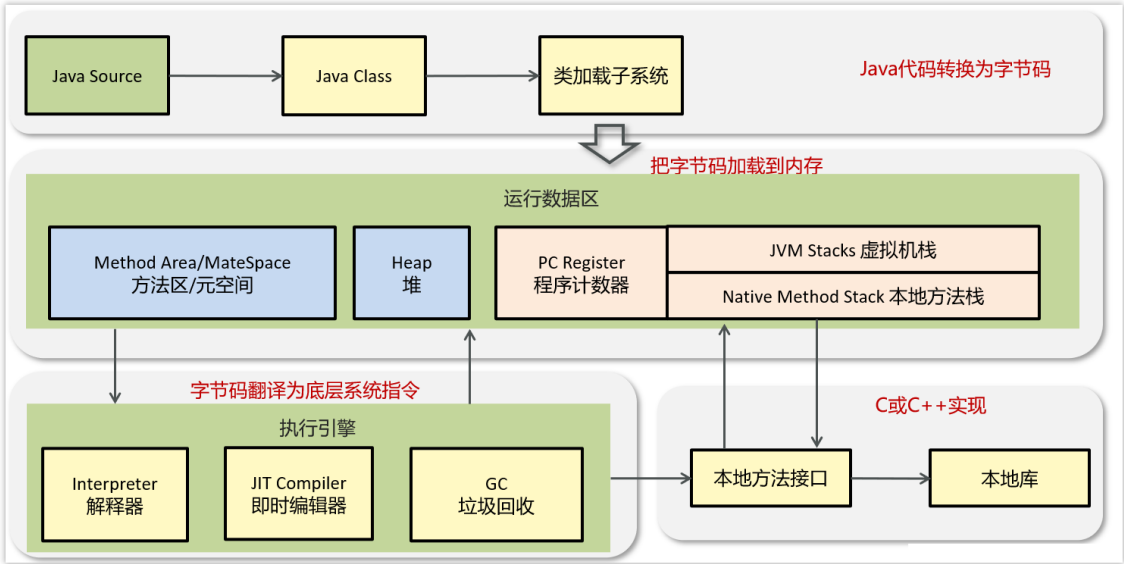 Java Source
Java Class
类加载子系统
Java代码转换为字节码
把字节码加载到内存
运行数据区
Method Area/MateSpace
方法区/元空间
Heap
堆
PC Register
程序计数器
JVM Stacks 虚拟机栈
Native Method Stack 本地方法栈
字节码翻译为底层系统指令
执行引擎
Interpreter
解释器
JIT Compiler
即时编辑器
GC
垃圾回收
C或C++实现
本地方法接口
本地库